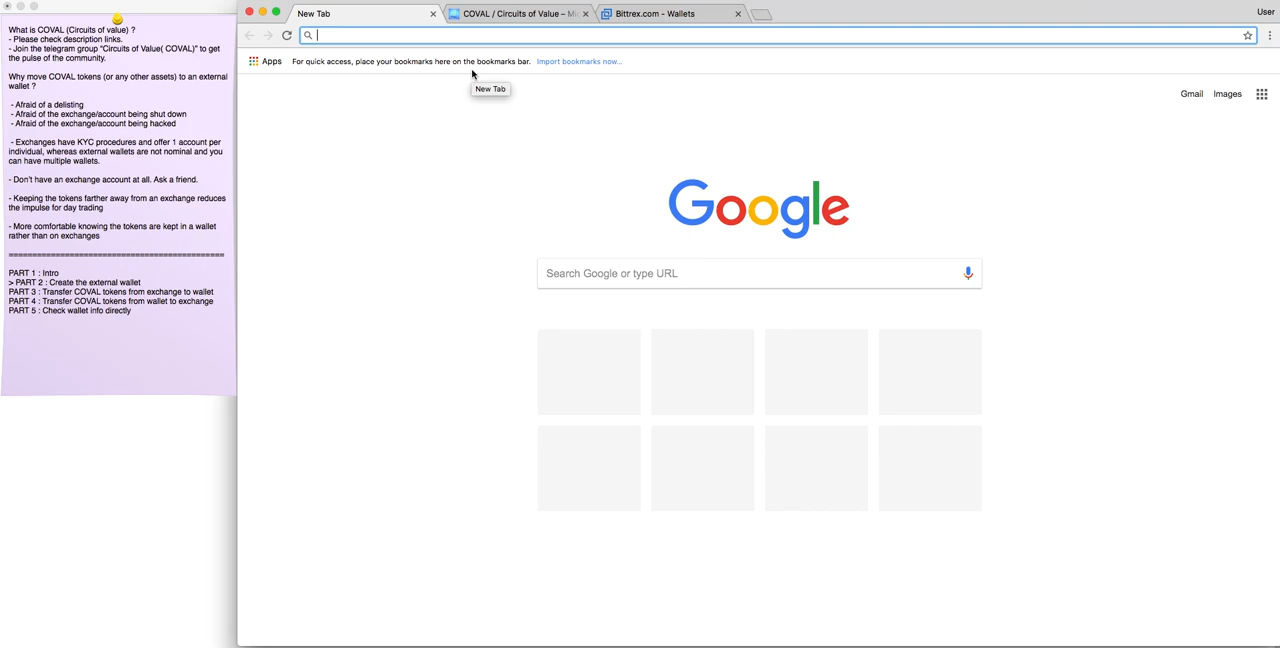 What is COVAL (Circuits of value) ?
- Please check description links.
- Join the telegram group "Circuits of Value( COVAL)" to get
the pulse of the community.
Why move COVAL tokens (or any other assets) to an external
wallet ?
- Afraid of a delisting
- Afraid of the exchange/account being shut down
- Afraid of the exchange/account being hacked
- Exchanges have KYC procedures and offer 1 account per
individual, whereas external wallets are not nominal and you
can have multiple wallets.
- Don't have an exchange account at all. Ask a friend.
- Keeping the tokens farther away from an exchange reduces
the impulse for day trading
- More comfortable knowing the tokens are kept in a wallet
rather than on exchanges
==============================================
PART 1 : Intro
> PART 2 : Create the external wallet
PART 3 : Transfer COVAL tokens from exchange to wallet
PART 4 : Transfer COVAL tokens from wallet to exchange
PART 5 : Check wallet info directly
New Tab
COVAL / Circuits of Value – Mi
Bittrex.com - Wallets
User
Apps
For quick access, place your bookmarks here on the bookmarks bar.
Import bookmarks now...
New Tab
Gmail
Images
Google
Search Google or type URL